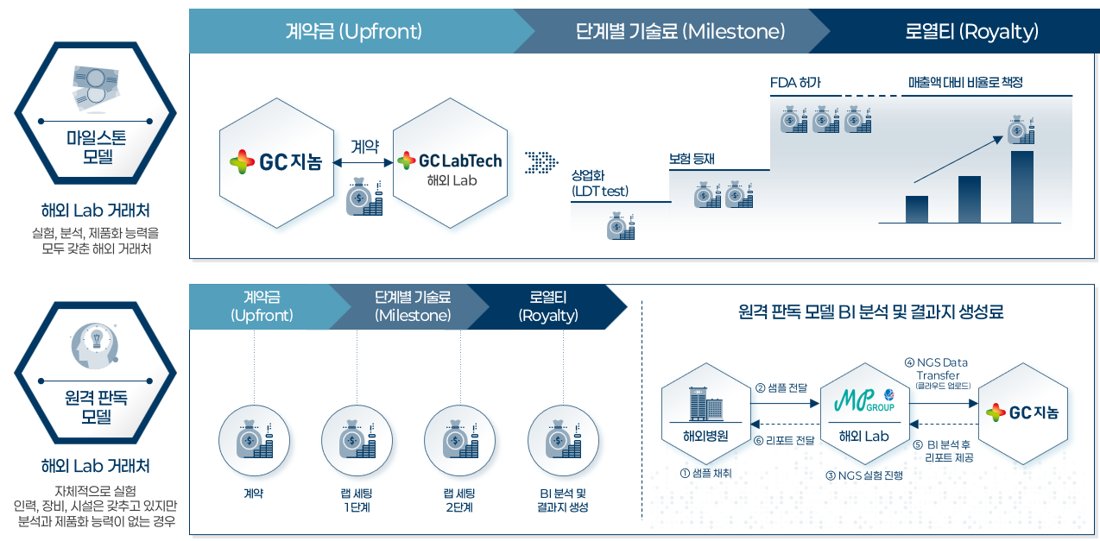 계약금 (Upfront)
단계별 기술료 (Milestone)
로열티 (Royalty)
마일스톤
모델
해외 Lab 거래처
실험, 분석, 제품화 능력을
모두 갖춘 해외 거래처
GC지놈
계약
GC LabTech
해외 Lab
상업화
(LDT test)
보험 등재
FDA 허가
매출액 대비 비율로 책정
원격 판독
모델
해외 Lab 거래처
자체적으로 실험
인력, 장비, 시설은 갖추고 있지만
분석과 제품화 능력이 없는 경우
계약금
(Upfront)
단계별 기술료
(Milestone)
로열티
(Royalty)
계약
랩 세팅
1단계
랩 세팅
2단계
BI 분석 및
결과지 생성
원격 판독 모델 BI 분석 및 결과지 생성료
해외병원
① 샘플 채취
② 샘플 전달
⑥ 리포트 전달
MP
GROUP
해외 Lab
③ NGS 실험 진행
④ NGS Data
Transfer
(클라우드 업로드)
⑤ BI 분석 후
리포트 제공
GC지놈